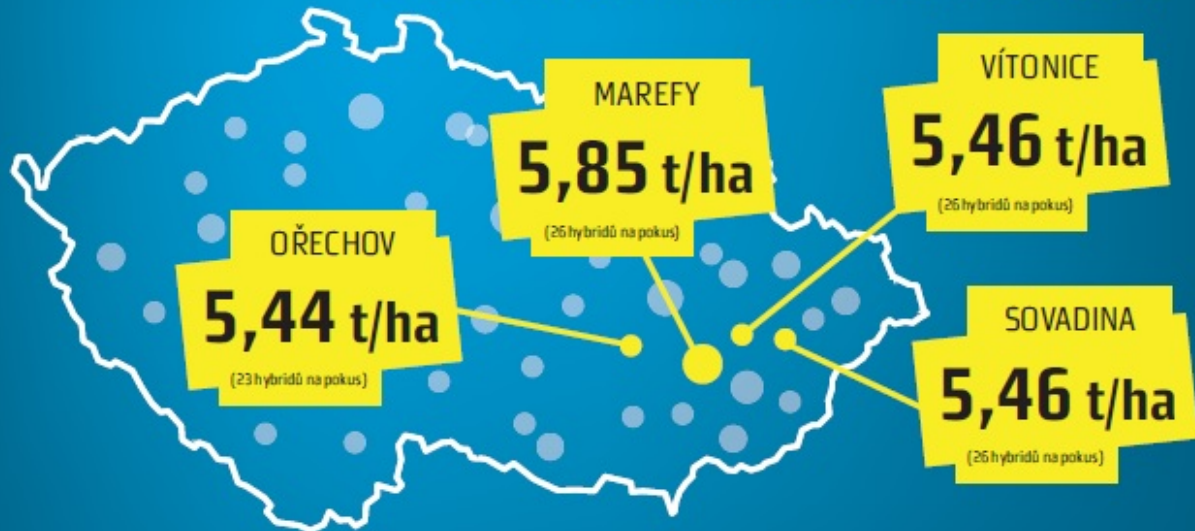 MAREFY
5,85 t/ha
(26 hybridů na pokus)
VÍTONICE
5,46 t/ha
(26 hybridů na pokus)
OŘECHOV
5,44 t/ha
(23 hybridů na pokus)
SOVADINA
5,46 t/ha
(26 hybridů na pokus)